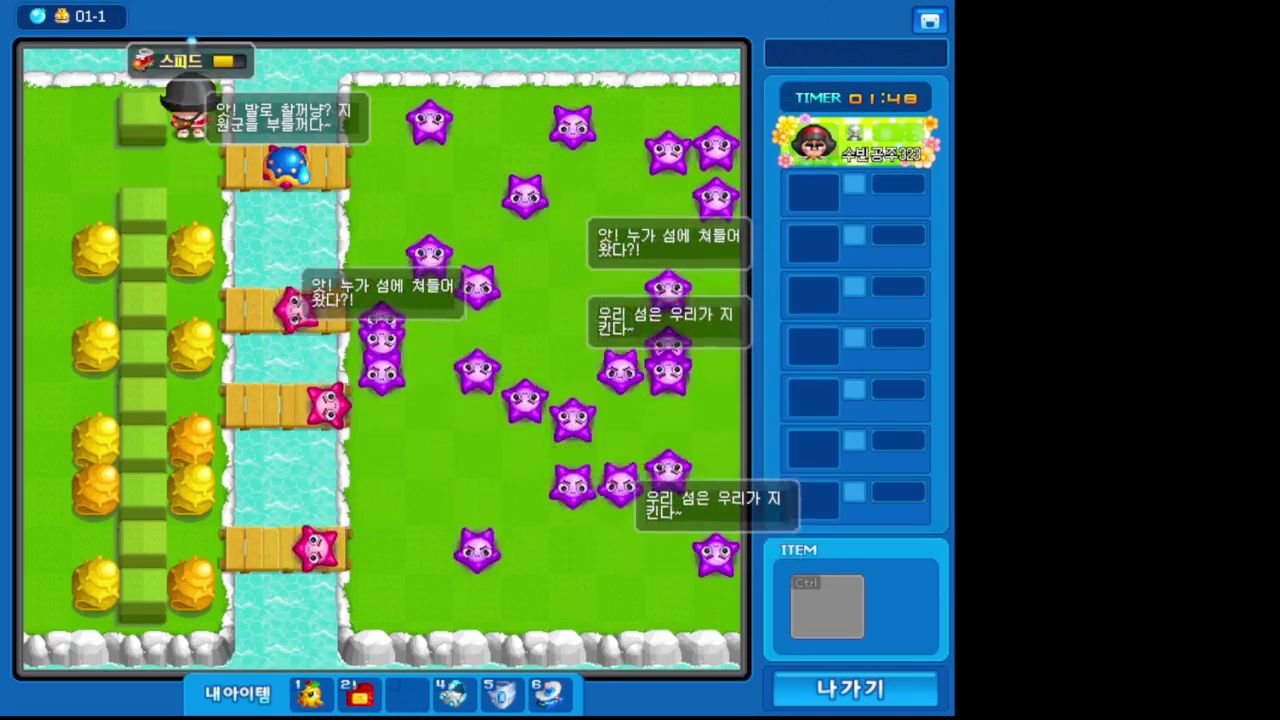 01-1
스피드
앗! 발로 찰꺼냥? 지
원군을 부를꺼다~
TIMER 01:48
수빈공주323
앗! 누가 섬에 쳐들어
왔다?!
앗! 누가 섬에 쳐들어
왔다?!
우리 섬은 우리가 지
킨다~
우리 섬은 우리가 지
킨다~
ITEM
Ctrl
내 아이템
1
2
4
5
6
나가기